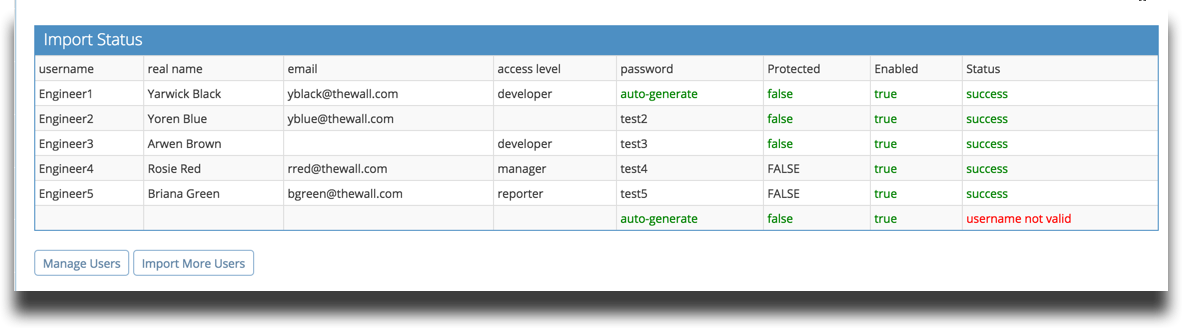 Import Status
username real name email access level password Protected Enabled Status
Engineer1 Yarwick Black yblack@thewall.com developer auto-generate false true success
Engineer2 Yoren Blue yblue@thewall.com test2 false true success
Engineer3 Arwen Brown developer test3 false true success
Engineer4 Rosie Red rred@thewall.com manager test4 FALSE true success
Engineer5 Briana Green bgreen@thewall.com reporter test5 FALSE true success
auto-generate false true username not valid
Manage Users Import More Users